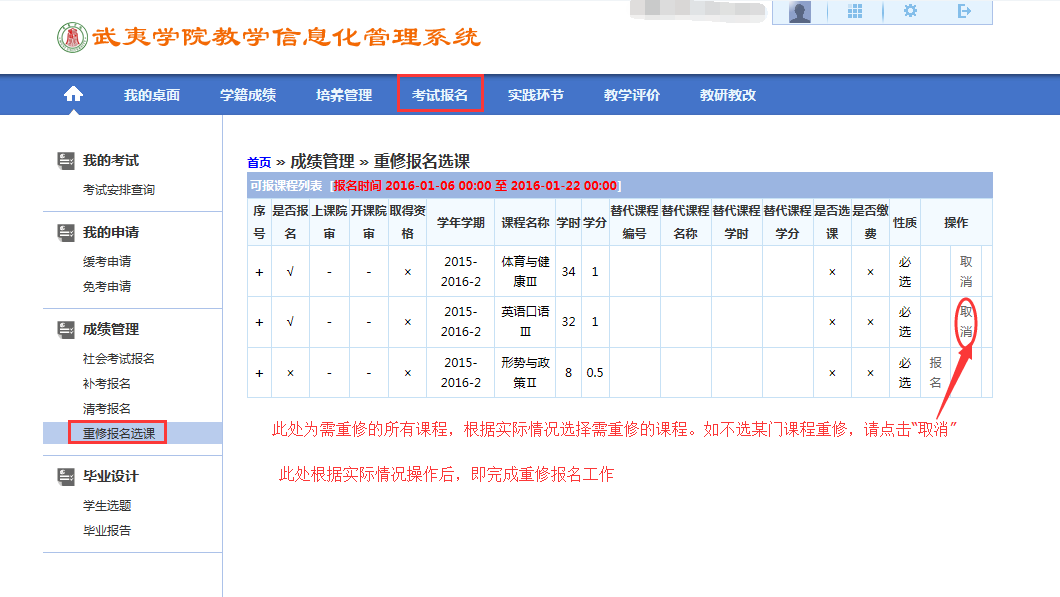 武夷学院教学信息化管理系统
我的桌面 学籍成绩 培养管理 考试报名 实践环节 教学评价 教研教改
我的考试
考试安排查询
我的申请
缓考申请
免考申请
成绩管理
社会考试报名
补考报名
清考报名
重修报名选课
毕业设计
学生选题
毕业报告
首页 » 成绩管理 » 重修报名选课
可报课程列表 [报名时间 2016-01-06 00:00 至 2016-01-22 00:00]
序号 是否报名 上课院审 开课院审 取得资格 学年学期 课程名称 学时 学分 替代课程编号 替代课程名称 替代课程学时 替代课程学分 是否选课 是否缴费 性质 操作
+ √ - - × 2015-2016-2 体育与健康Ⅲ 34 1 × × 必选 取消
+ √ - - × 2015-2016-2 英语口语Ⅲ 32 1 × × 必选 取消
+ × - - × 2015-2016-2 形势与政策Ⅱ 8 0.5 × × 必选 报名
此处为需重修的所有课程，根据实际情况选择需重修的课程。如不选某门课程重修，请点击“取消”
此处根据实际情况操作后，即完成重修报名工作